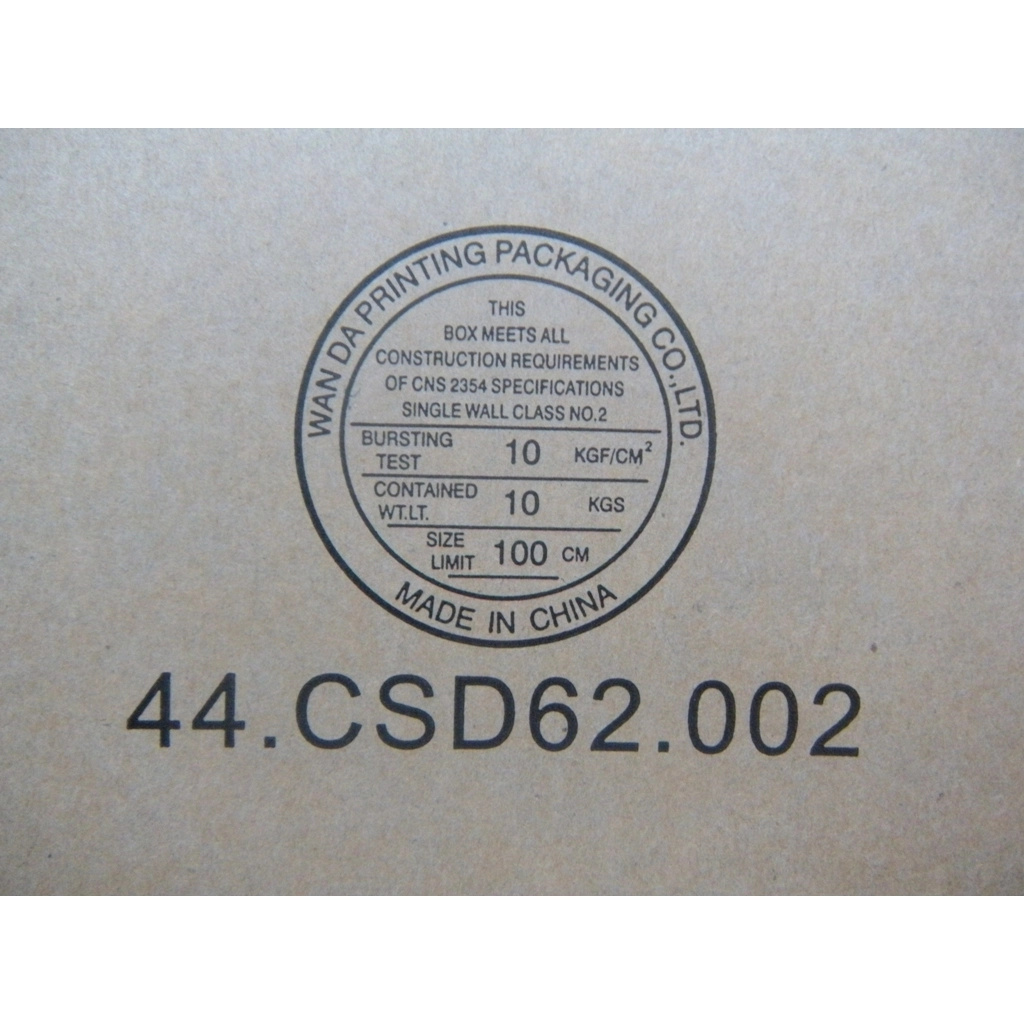 WAN DA PRINTING PACKAGING CO.,LTD.
THIS
BOX MEETS ALL
CONSTRUCTION REQUIREMENTS
OF CNS 2354 SPECIFICATIONS
SINGLE WALL CLASS NO.2
BURSTING TEST 10 KGF/CM²
CONTAINED WT.LT. 10 KGS
SIZE LIMIT 100 CM
MADE IN CHINA
44.CSD62.002